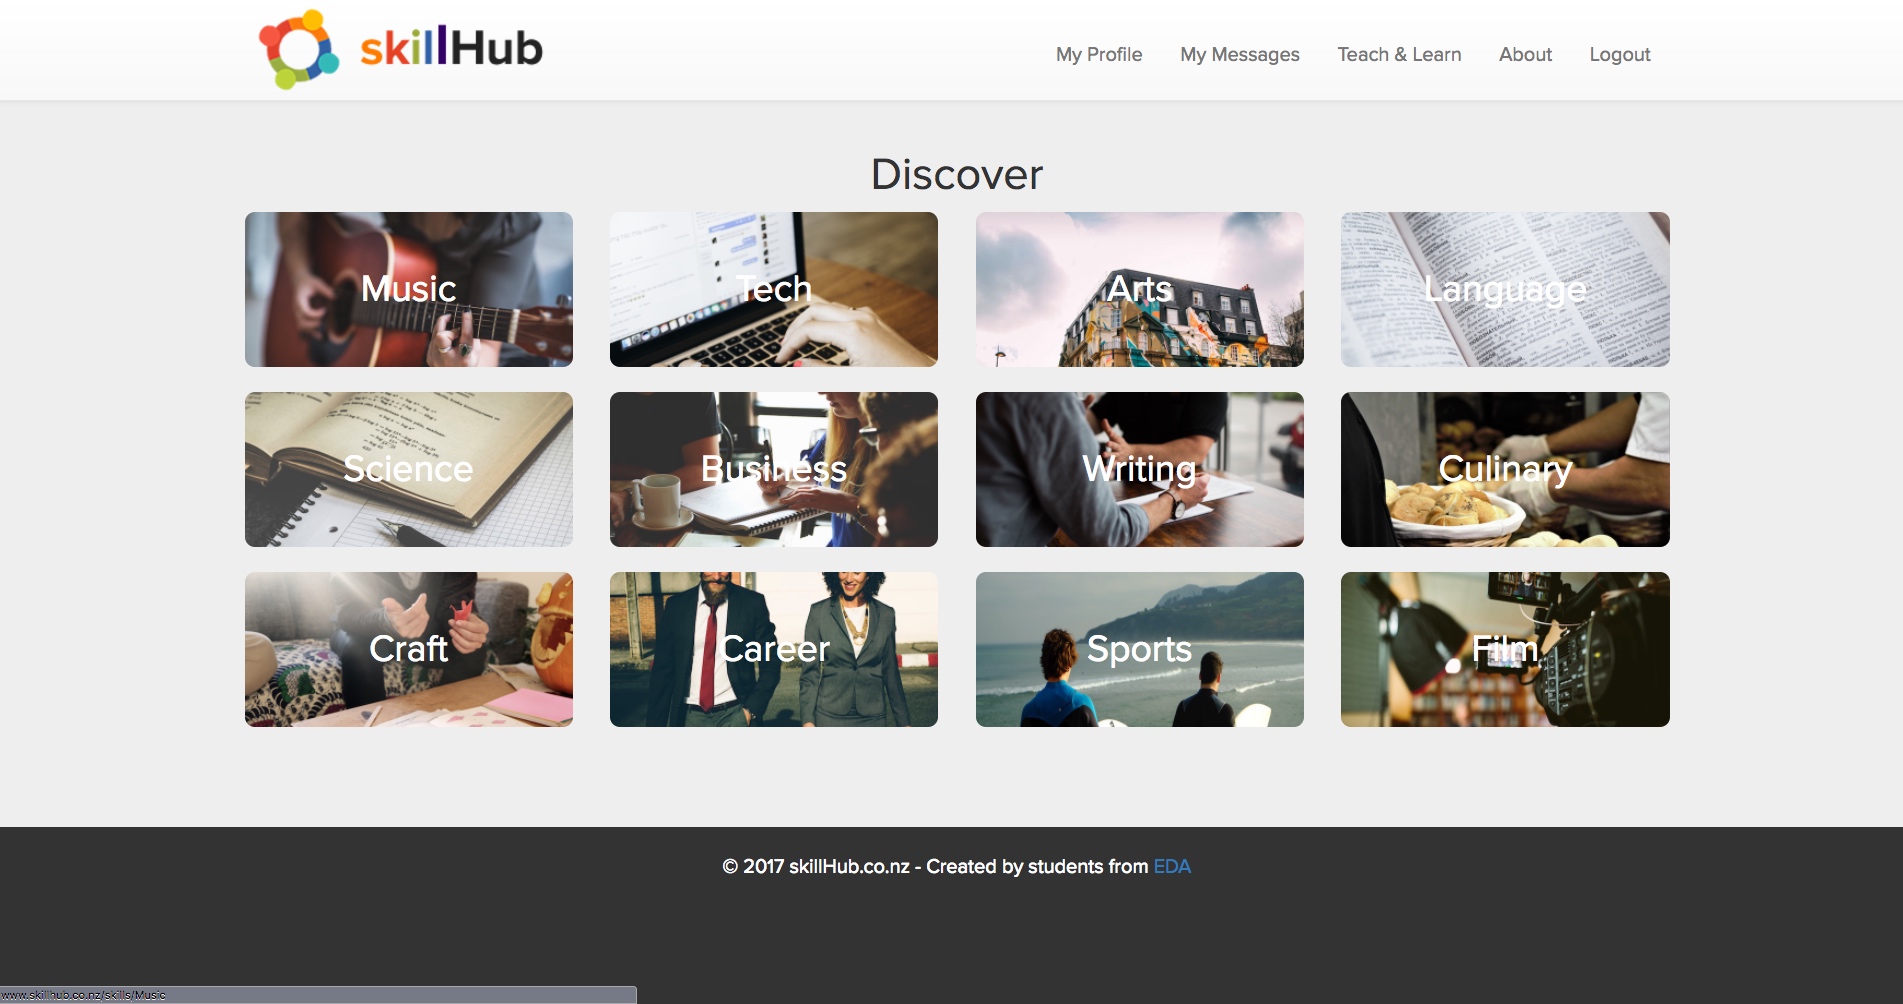 skillHub
My Profile My Messages Teach & Learn About Logout
Discover
Music Tech Arts Language
Science Business Writing Culinary
Craft Career Sports Film
© 2017 skillHub.co.nz - Created by students from EDA
www.skillhub.co.nz/skills/Music